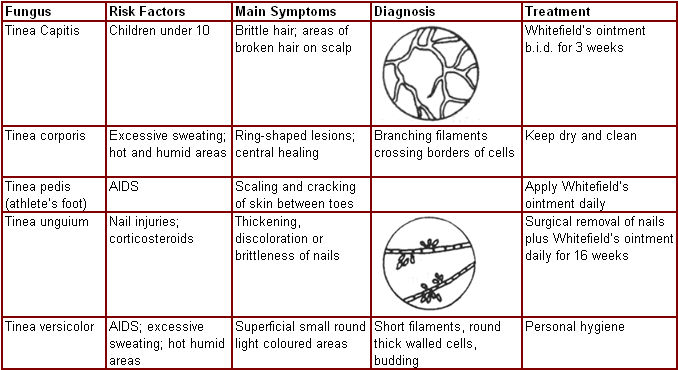 Fungus Risk Factors Main Symptoms Diagnosis Treatment
Tinea Capitis
Children under 10
Brittle hair; areas of
broken hair on scalp
Whitefield's ointment
b.i.d. for 3 weeks
Tinea corporis
Excessive sweating;
hot and humid areas
Ring-shaped lesions;
central healing
Branching filaments
crossing borders of cells
Keep dry and clean
Tinea pedis
(athlete's foot)
AIDS
Scaling and cracking
of skin between toes
Apply Whitefield's
ointment daily
Tinea unguium
Nail injuries;
corticosteroids
Thickening,
discoloration or
brittleness of nails
Surgical removal of nails
plus Whitefield's ointment
daily for 16 weeks
Tinea versicolor
AIDS; excessive
sweating; hot humid
areas
Superficial small round
light coloured areas
Short filaments, round
thick walled cells,
budding
Personal hygiene